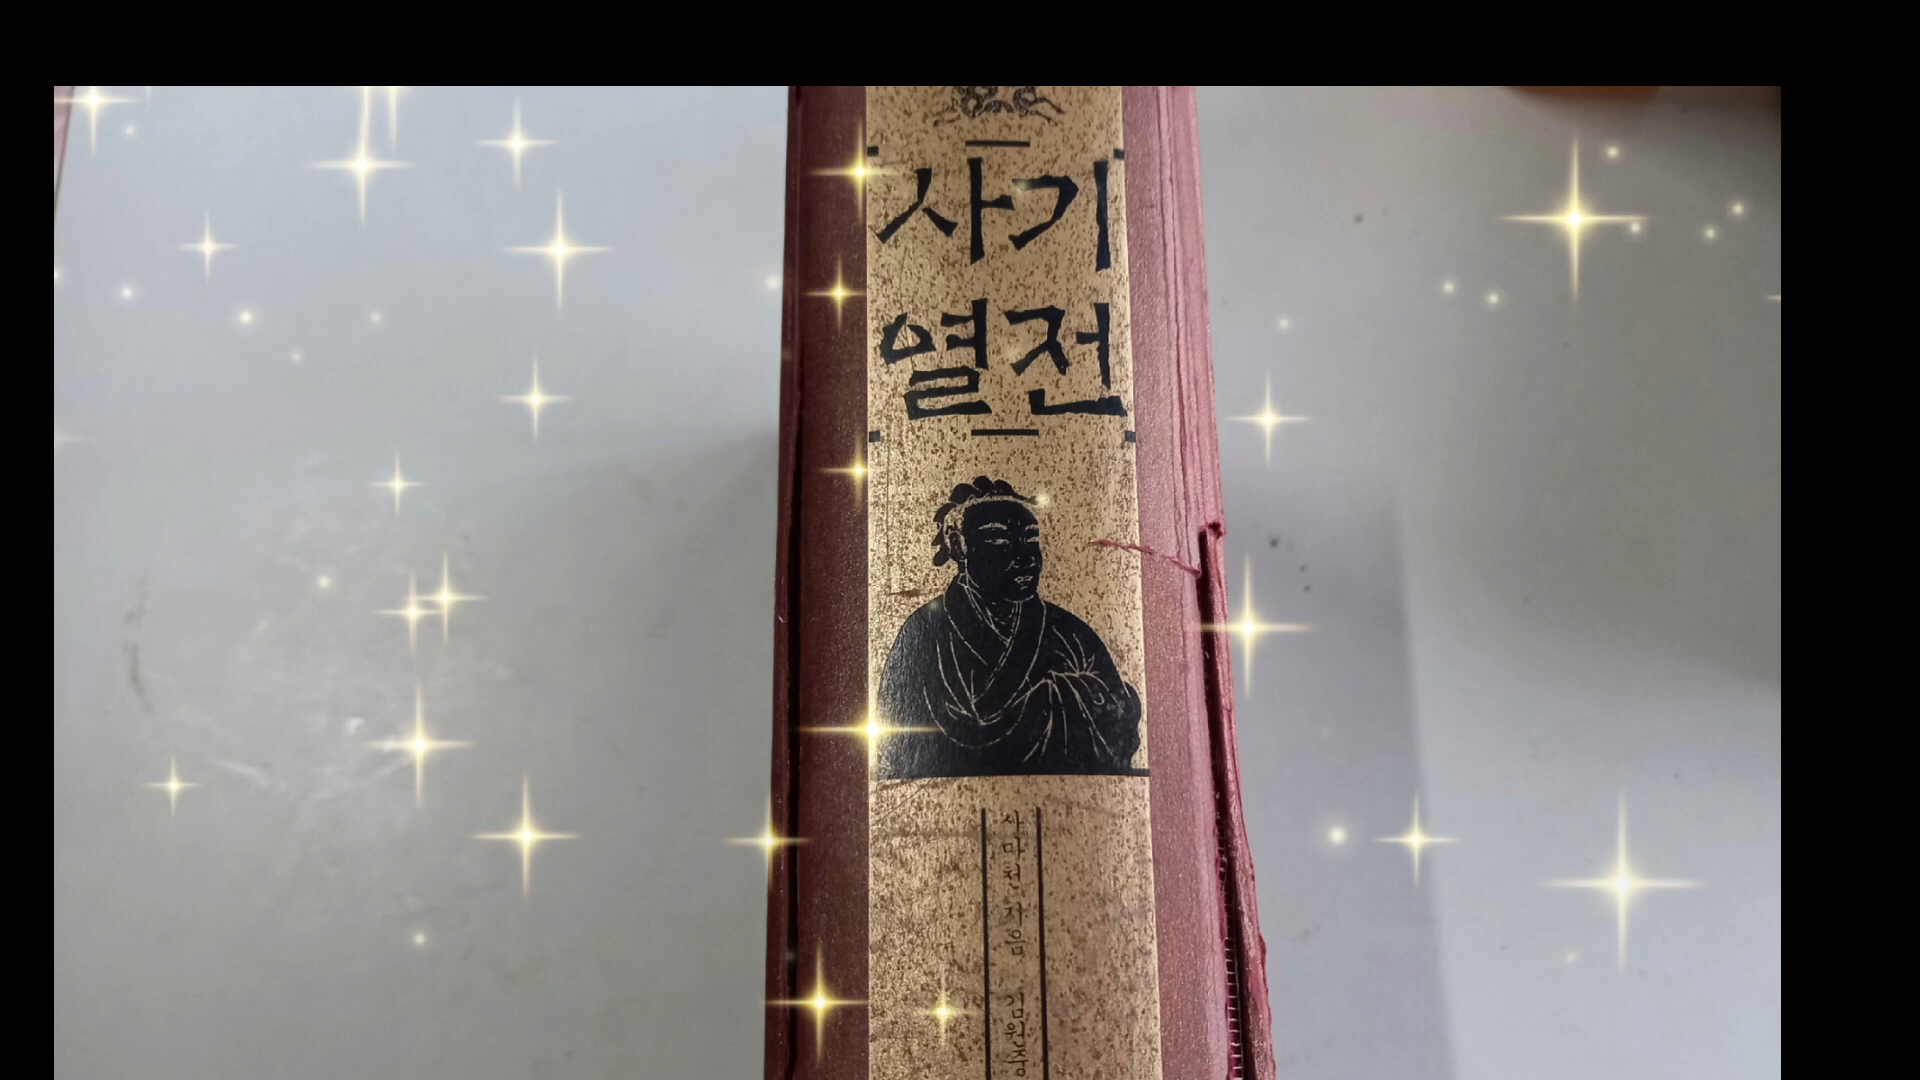 사기
열전
사마천 지음 김원중